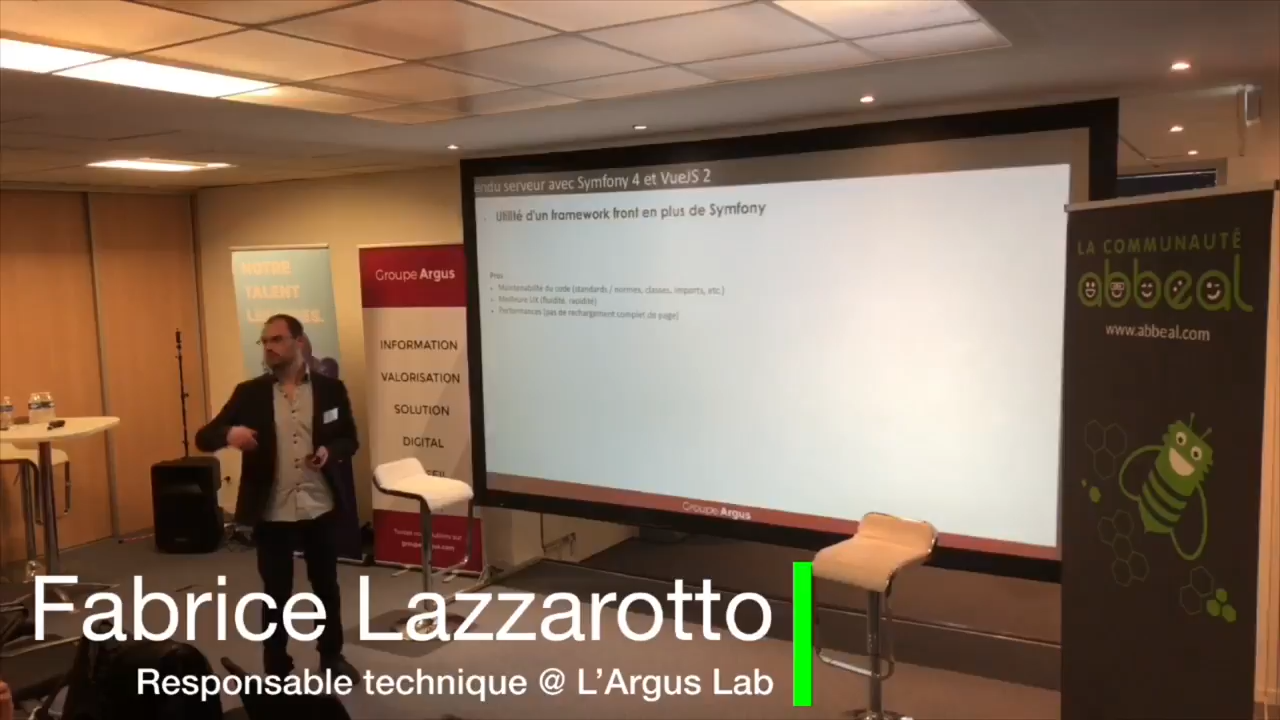 endu serveur avec Symfony 4 et VueJS 2
Utilité d'un framework front en plus de Symfony
Pros
• Maintenabilité du code (standards / normes, classes, imports, etc.)
• Meilleure UX (fluidité, rapidité)
• Performances (pas de rechargement complet de page)
Groupe Argus
NOTRE
TALENT
Groupe Argus
INFORMATION
VALORISATION
SOLUTION
DIGITAL
LA COMMUNAUTÉ
abbeal
www.abbeal.com
Fabrice Lazzarotto
Responsable technique @ L'Argus Lab